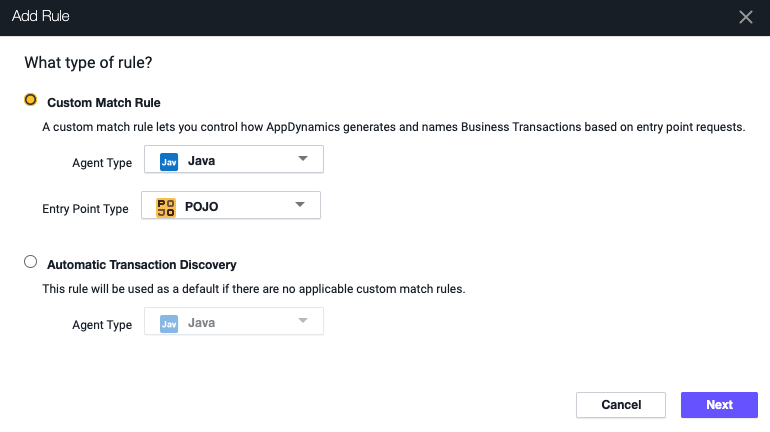 Add Rule
What type of rule?
Custom Match Rule
A custom match rule lets you control how AppDynamics generates and names Business Transactions based on entry point requests.
Agent Type Jav Java
Entry Point Type POJO POJO
Automatic Transaction Discovery
This rule will be used as a default if there are no applicable custom match rules.
Agent Type Jav Java
Cancel Next